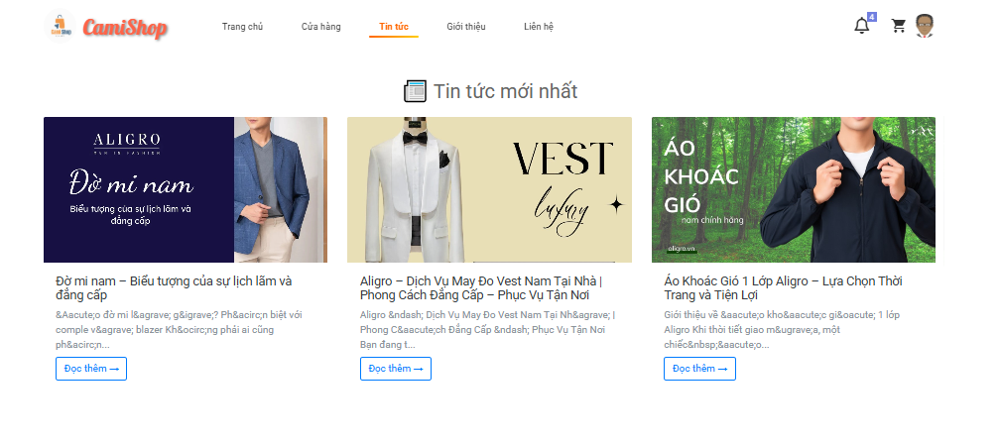 CamiShop
Trang chủ
Cửa hàng
Tin tức
Giới thiệu
Liên hệ
4
Tin tức mới nhất
ALIGRO
Đờ mi nam
Biểu tượng của sự lịch lãm và
đẳng cấp
VEST
luxury
ÁO
KHOÁC
GIÓ
nam chính hãng
aligro.vn
Đờ mi nam – Biểu tượng của sự lịch lãm và
đẳng cấp
&Aacute;o đờ mi l&agrave; g&igrave;? Ph&acirc;n biệt với
comple v&agrave; blazer Kh&ocirc;ng phải ai cũng
ph&acirc;n...
Đọc thêm →
Aligro – Dịch Vụ May Đo Vest Nam Tại Nhà |
Phong Cách Đẳng Cấp – Phục Vụ Tận Nơi
Aligro &ndash; Dịch Vụ May Đo Vest Nam Tại Nh&agrave; |
Phong C&aacute;ch Đẳng Cấp &ndash; Phục Vụ Tận Nơi
Bạn đang t...
Đọc thêm →
Áo Khoác Gió 1 Lớp Aligro – Lựa Chọn Thời
Trang và Tiện Lợi
Giới thiệu về &aacute;o kho&aacute;c gi&oacute; 1 lớp
Aligro Khi thời tiết giao m&ugrave;a, một
chiếc&nbsp;&aacute;o...
Đọc thêm →